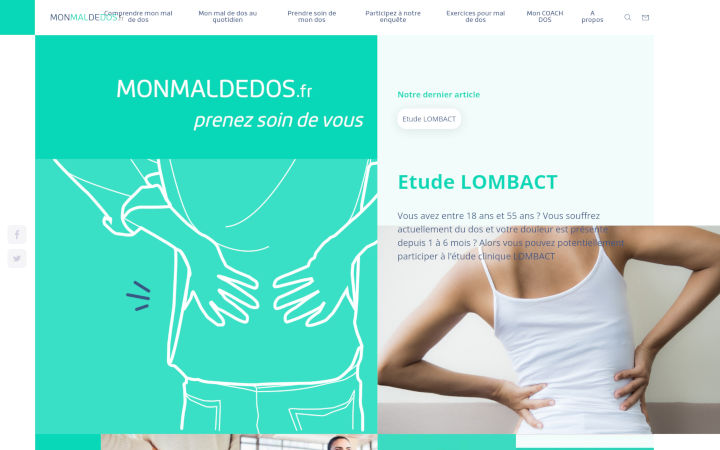 MONMALDEDOS.fr
Comprendre mon mal
de dos
Mon mal de dos au
quotidien
Prendre soin de
mon dos
Participez à notre
enquête
Exercices pour mal
de dos
Mon COACH
DOS
A
propos
MONMALDEDOS.fr
prenez soin de vous
Notre dernier article
Etude LOMBACT
Etude LOMBACT
Vous avez entre 18 ans et 55 ans ? Vous souffrez
actuellement du dos et votre douleur est présente
depuis 1 à 6 mois ? Alors vous pouvez potentiellement
participer à l'étude clinique LOMBACT